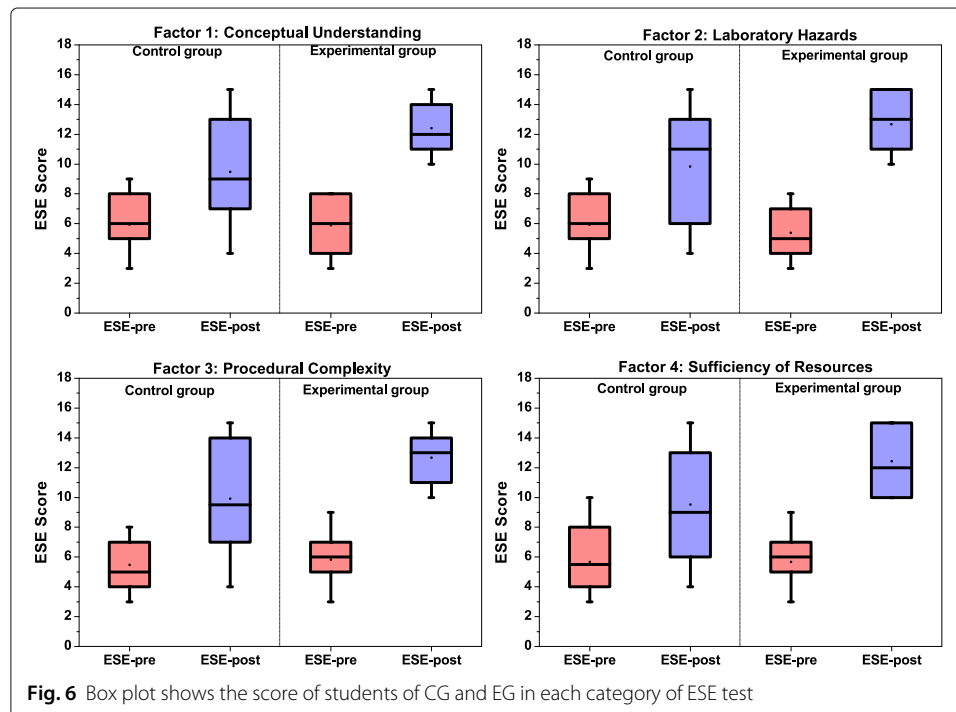 Factor 1: Conceptual Understanding
Control group Experimental group
18
16
14
12
10
8
6
4
2
0
ESE Score
ESE-pre ESE-post ESE-pre ESE-post
Factor 2: Laboratory Hazards
Control group Experimental group
18
16
14
12
10
8
6
4
2
0
ESE Score
ESE-pre ESE-post ESE-pre ESE-post
Factor 3: Procedural Complexity
Control group Experimental group
18
16
14
12
10
8
6
4
2
0
ESE Score
ESE-pre ESE-post ESE-pre ESE-post
Factor 4: Sufficiency of Resources
Control group Experimental group
18
16
14
12
10
8
6
4
2
0
ESE Score
ESE-pre ESE-post ESE-pre ESE-post
Fig. 6 Box plot shows the score of students of CG and EG in each category of ESE test